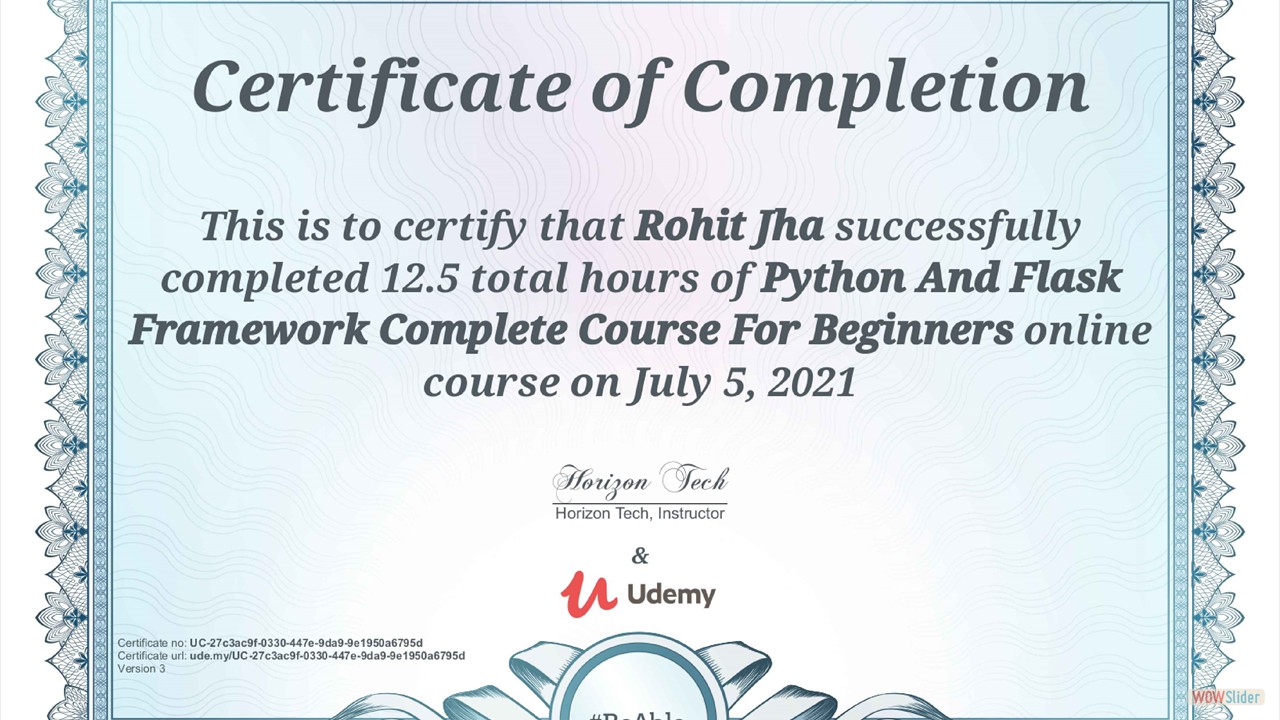 Certificate of Completion
This is to certify that Rohit Jha successfully
completed 12.5 total hours of Python And Flask
Framework Complete Course For Beginners online
course on July 5, 2021
Horizon Tech
Horizon Tech, Instructor
&
Udemy
Certificate no: UC-27c3ac9f-0330-447e-9da9-9e1950a6795d
Certificate url: ude.my/UC-27c3ac9f-0330-447e-9da9-9e1950a6795d
Version 3
#BeAble
WOWSlider